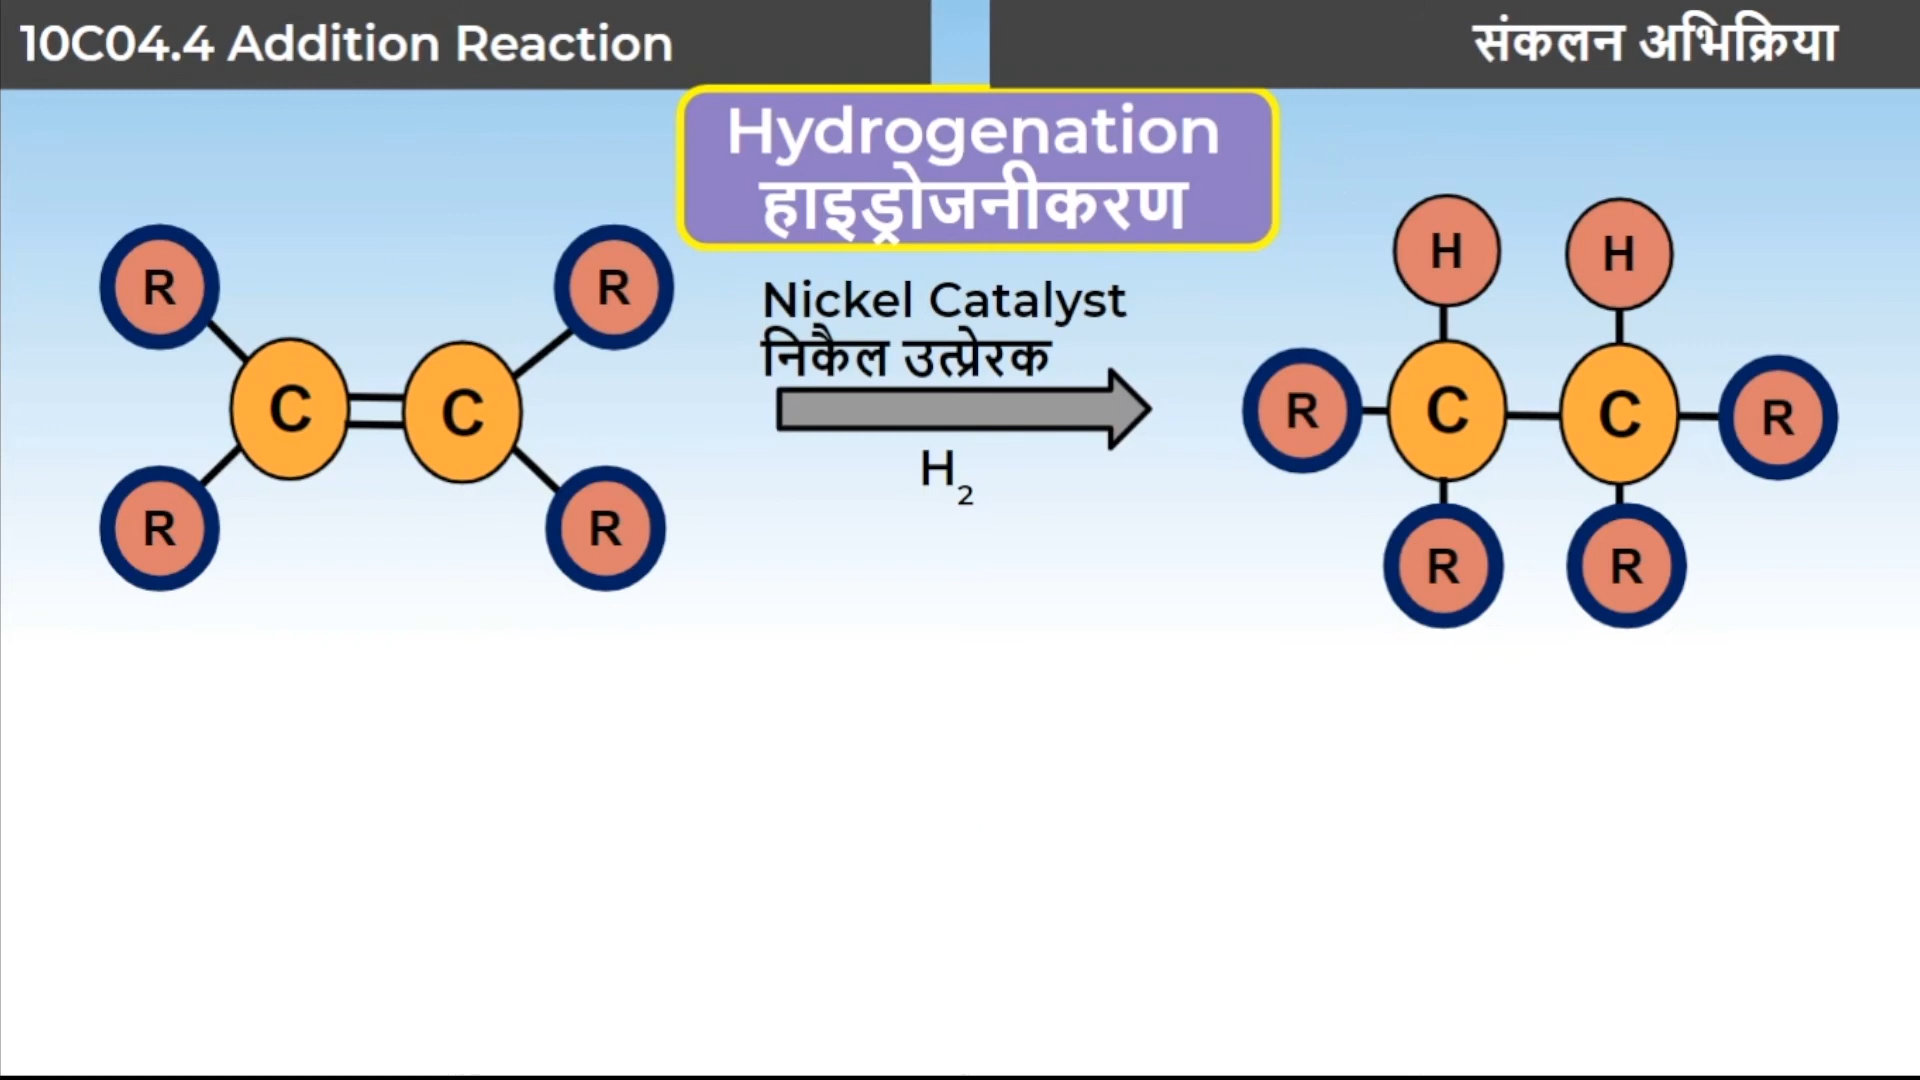 10C04.4 Addition Reaction
संकलन अभिक्रिया
Hydrogenation
हाइड्रोजनीकरण
R
R
C
C
R
R
Nickel Catalyst
निकैल उत्प्रेरक
H₂
H
H
R
C
C
R
R
R